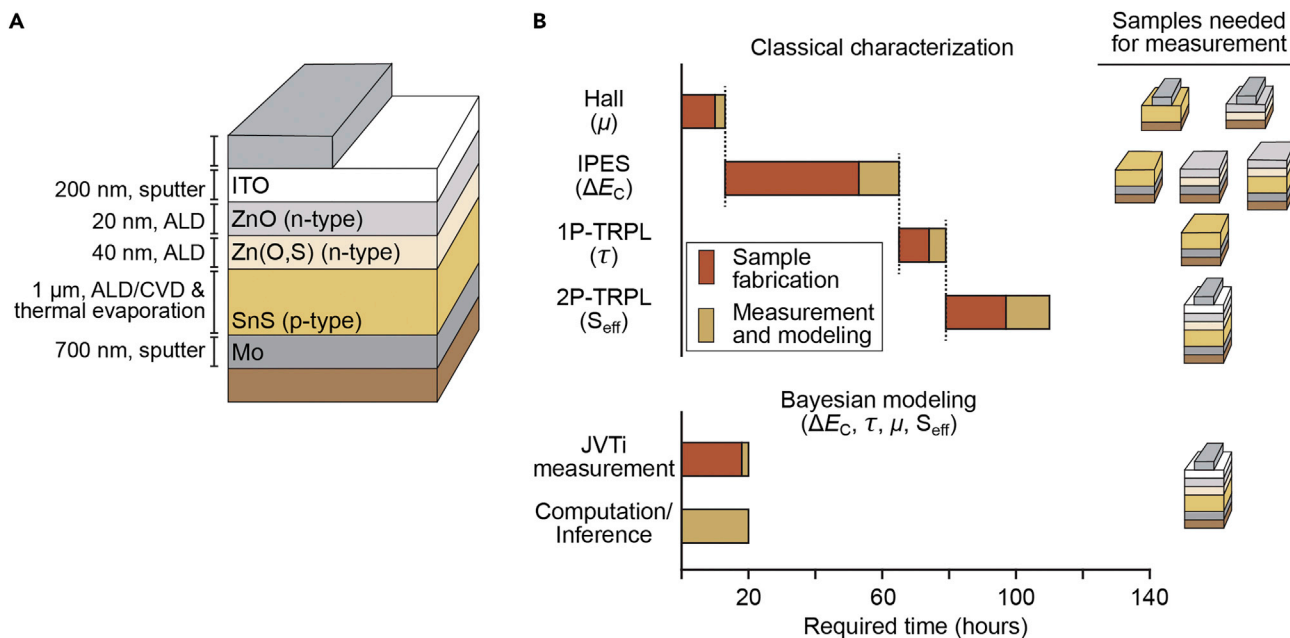 A
200 nm, sputter
20 nm, ALD
40 nm, ALD
1 µm, ALD/CVD &
thermal evaporation
700 nm, sputter
ITO
ZnO (n-type)
Zn(O,S) (n-type)
SnS (p-type)
Mo
B
Classical characterization
Samples needed
for measurement
Hall
(μ)
IPES
(ΔE_C)
1P-TRPL
(τ)
2P-TRPL
(S_eff)
Sample
fabrication
Measurement
and modeling
Bayesian modeling
(ΔE_C, τ, μ, S_eff)
JVTi
measurement
Computation/
Inference
20
60
100
140
Required time (hours)